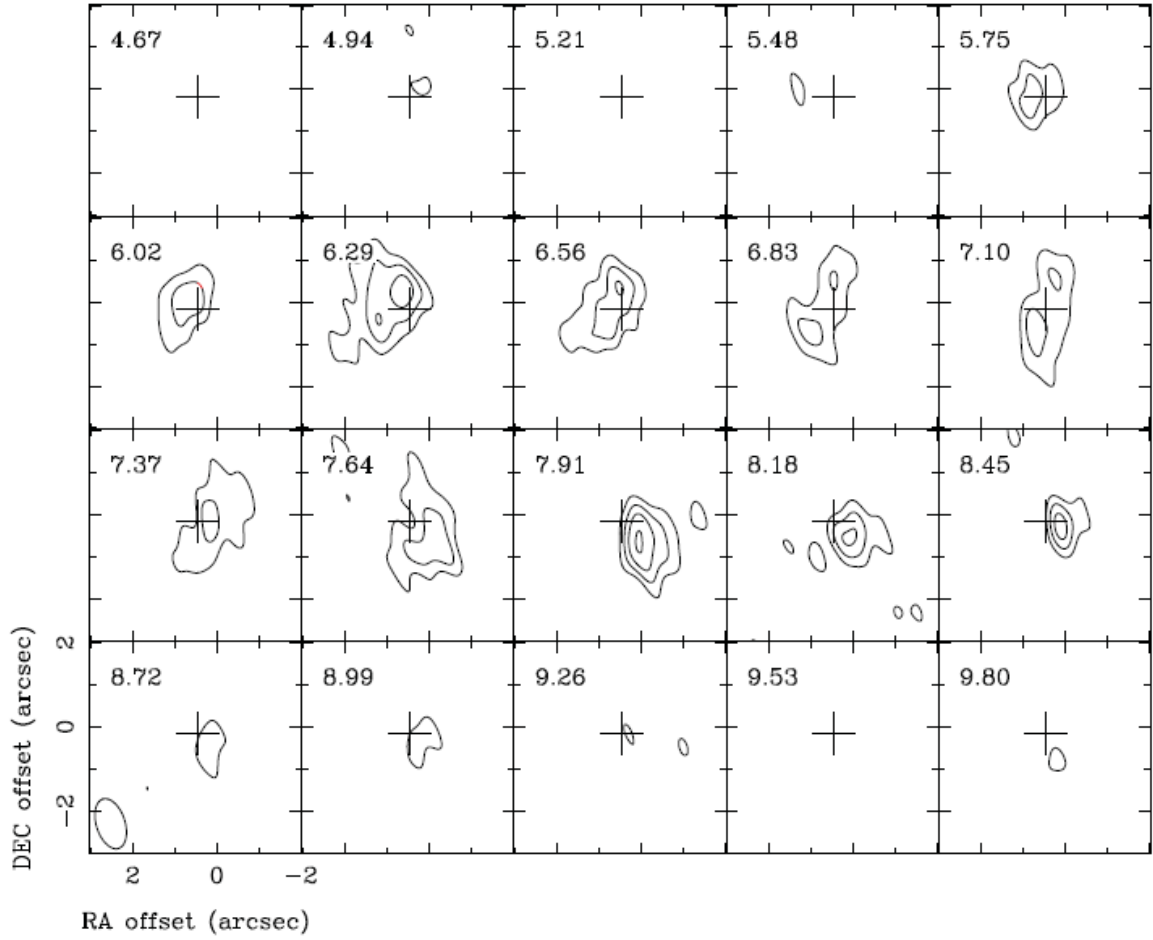 4.67 4.94 5.21 5.48 5.75
6.02 6.29 6.56 6.83 7.10
7.37 7.64 7.91 8.18 8.45
8.72 8.99 9.26 9.53 9.80
DEC offset (arcsec)
2
0
−2
2 0 −2
RA offset (arcsec)